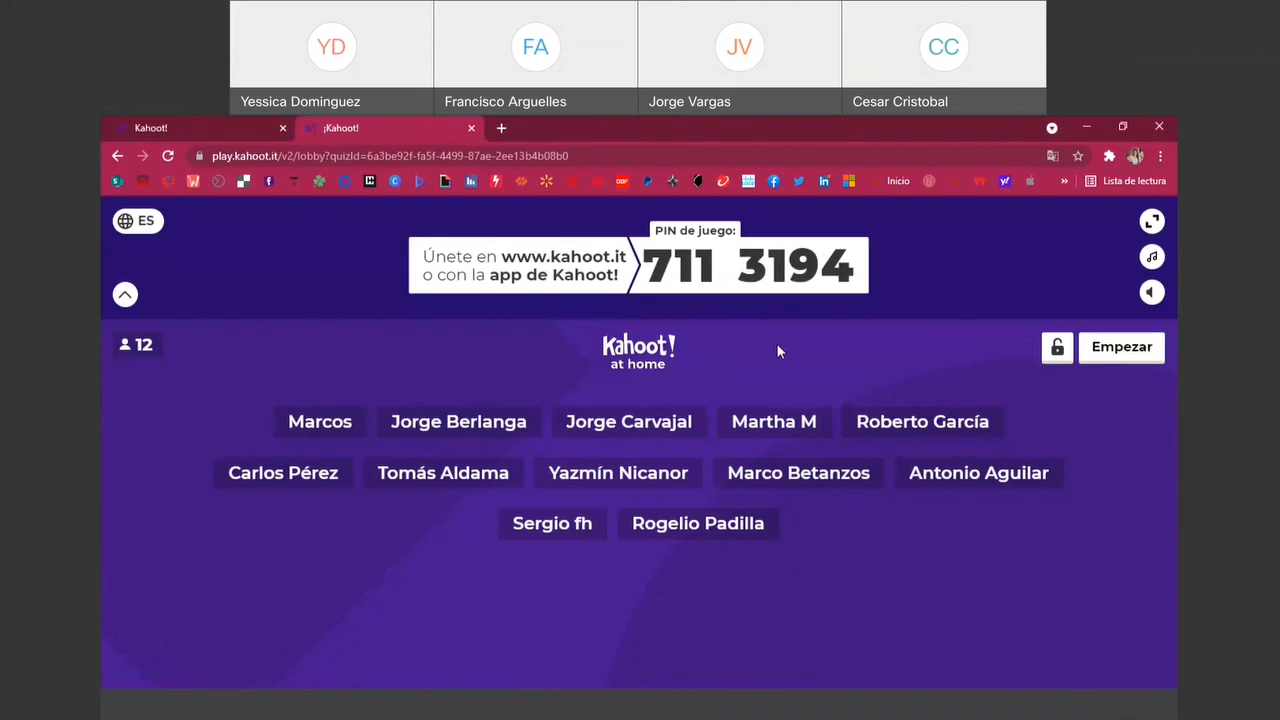 YD FA JV CC
Yessica Dominguez Francisco Arguelles Jorge Vargas Cesar Cristobal
Kahoot! ¡Kahoot!
play.kahoot.it/v2/lobby?quizId=6a3be92f-fa5f-4499-87ae-2ee13b4b08b0
Inicio Lista de lectura
ES
PIN de juego:
Únete en www.kahoot.it
o con la app de Kahoot!
711 3194
12
Kahoot!
at home
Empezar
Marcos Jorge Berlanga Jorge Carvajal Martha M Roberto García
Carlos Pérez Tomás Aldama Yazmín Nicanor Marco Betanzos Antonio Aguilar
Sergio fh Rogelio Padilla